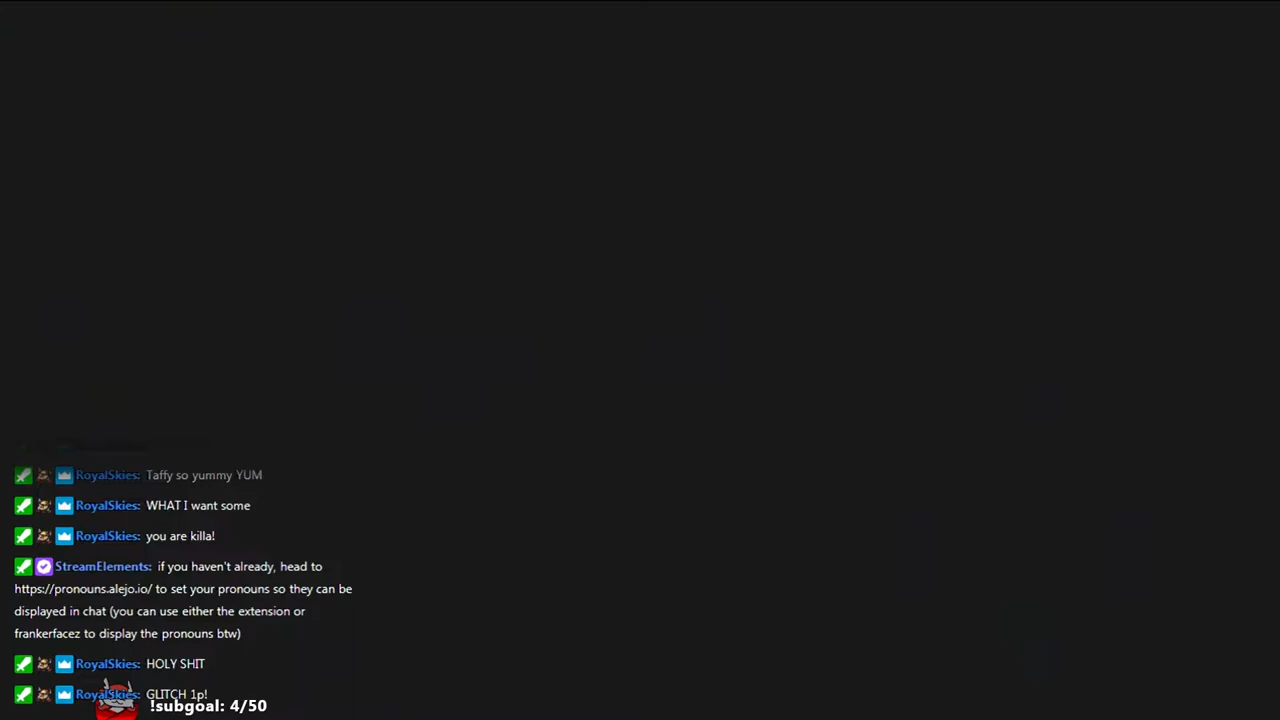 RoyalSkies: Taffy so yummy YUM
RoyalSkies: WHAT I want some
RoyalSkies: you are killa!
StreamElements: if you haven't already, head to
https://pronouns.alejo.io/ to set your pronouns so they can be
displayed in chat (you can use either the extension or
frankerfacez to display the pronouns btw)
RoyalSkies: HOLY SHIT
RoyalSkies: GLITCH 1p!
!subgoal: 4/50